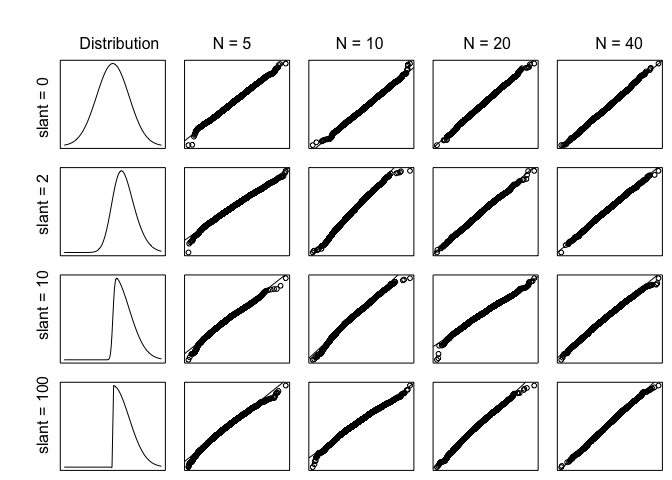 Distribution N = 5 N = 10 N = 20 N = 40
slant = 0
slant = 2
slant = 10
slant = 100